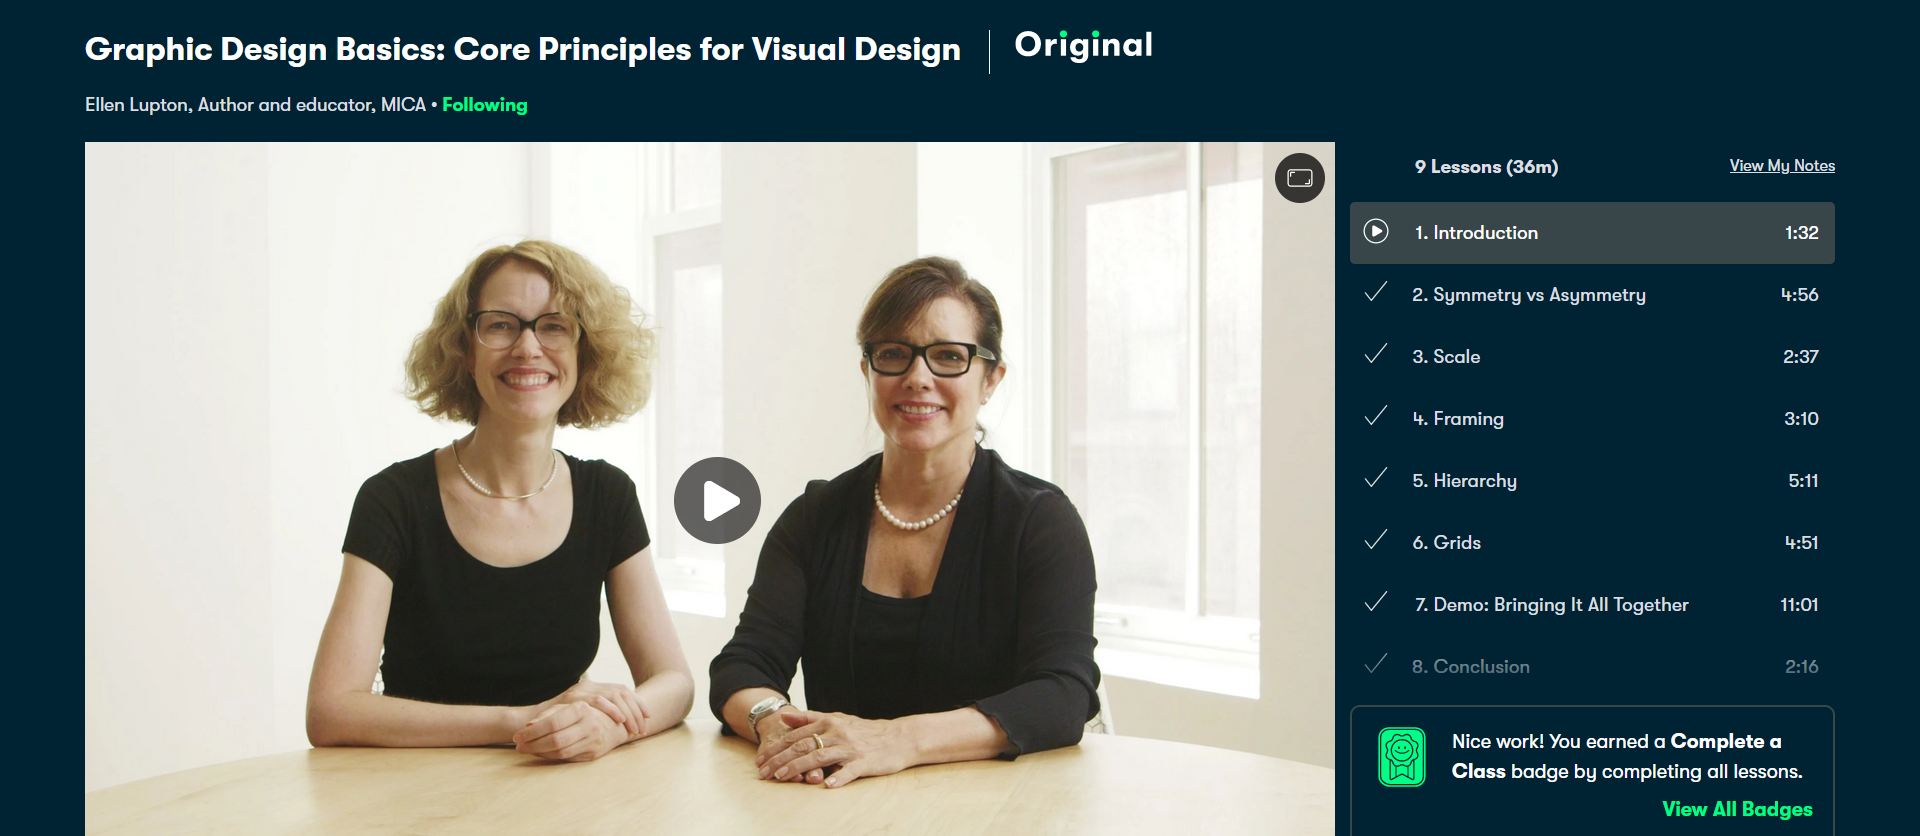 Graphic Design Basics: Core Principles for Visual Design
Original
Ellen Lupton, Author and educator, MICA • Following
9 Lessons (36m)
View My Notes
1. Introduction 1:32
2. Symmetry vs Asymmetry 4:56
3. Scale 2:37
4. Framing 3:10
5. Hierarchy 5:11
6. Grids 4:51
7. Demo: Bringing It All Together 11:01
8. Conclusion 2:16
Nice work! You earned a Complete a
Class badge by completing all lessons.
View All Badges